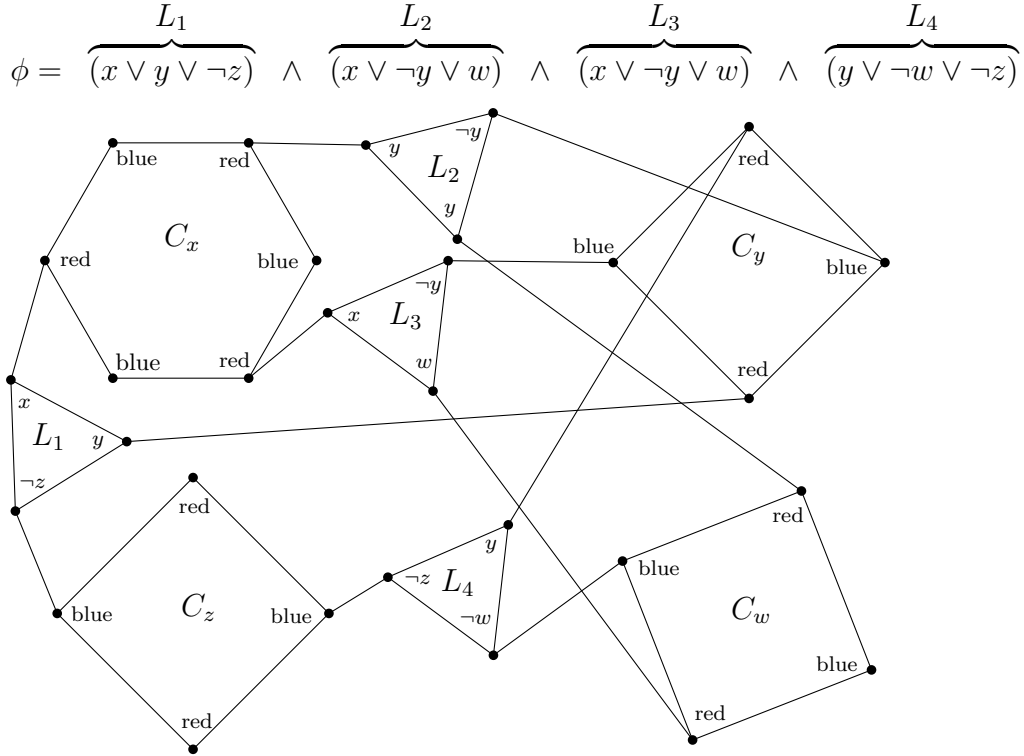 L₁ L₂ L₃ L₄
ϕ = (x ∨ y ∨ ¬z) ∧ (x ∨ ¬y ∨ w) ∧ (x ∨ ¬y ∨ w) ∧ (y ∨ ¬w ∨ ¬z)
blue red
y ¬y
L₂
y
red
red
C_x
blue
blue
C_y
blue
¬y
x L₃
w
blue red
red
x
L₁ y
¬z
red
y
¬z L₄
¬w
red
blue
blue C_z blue
C_w
blue
red
red